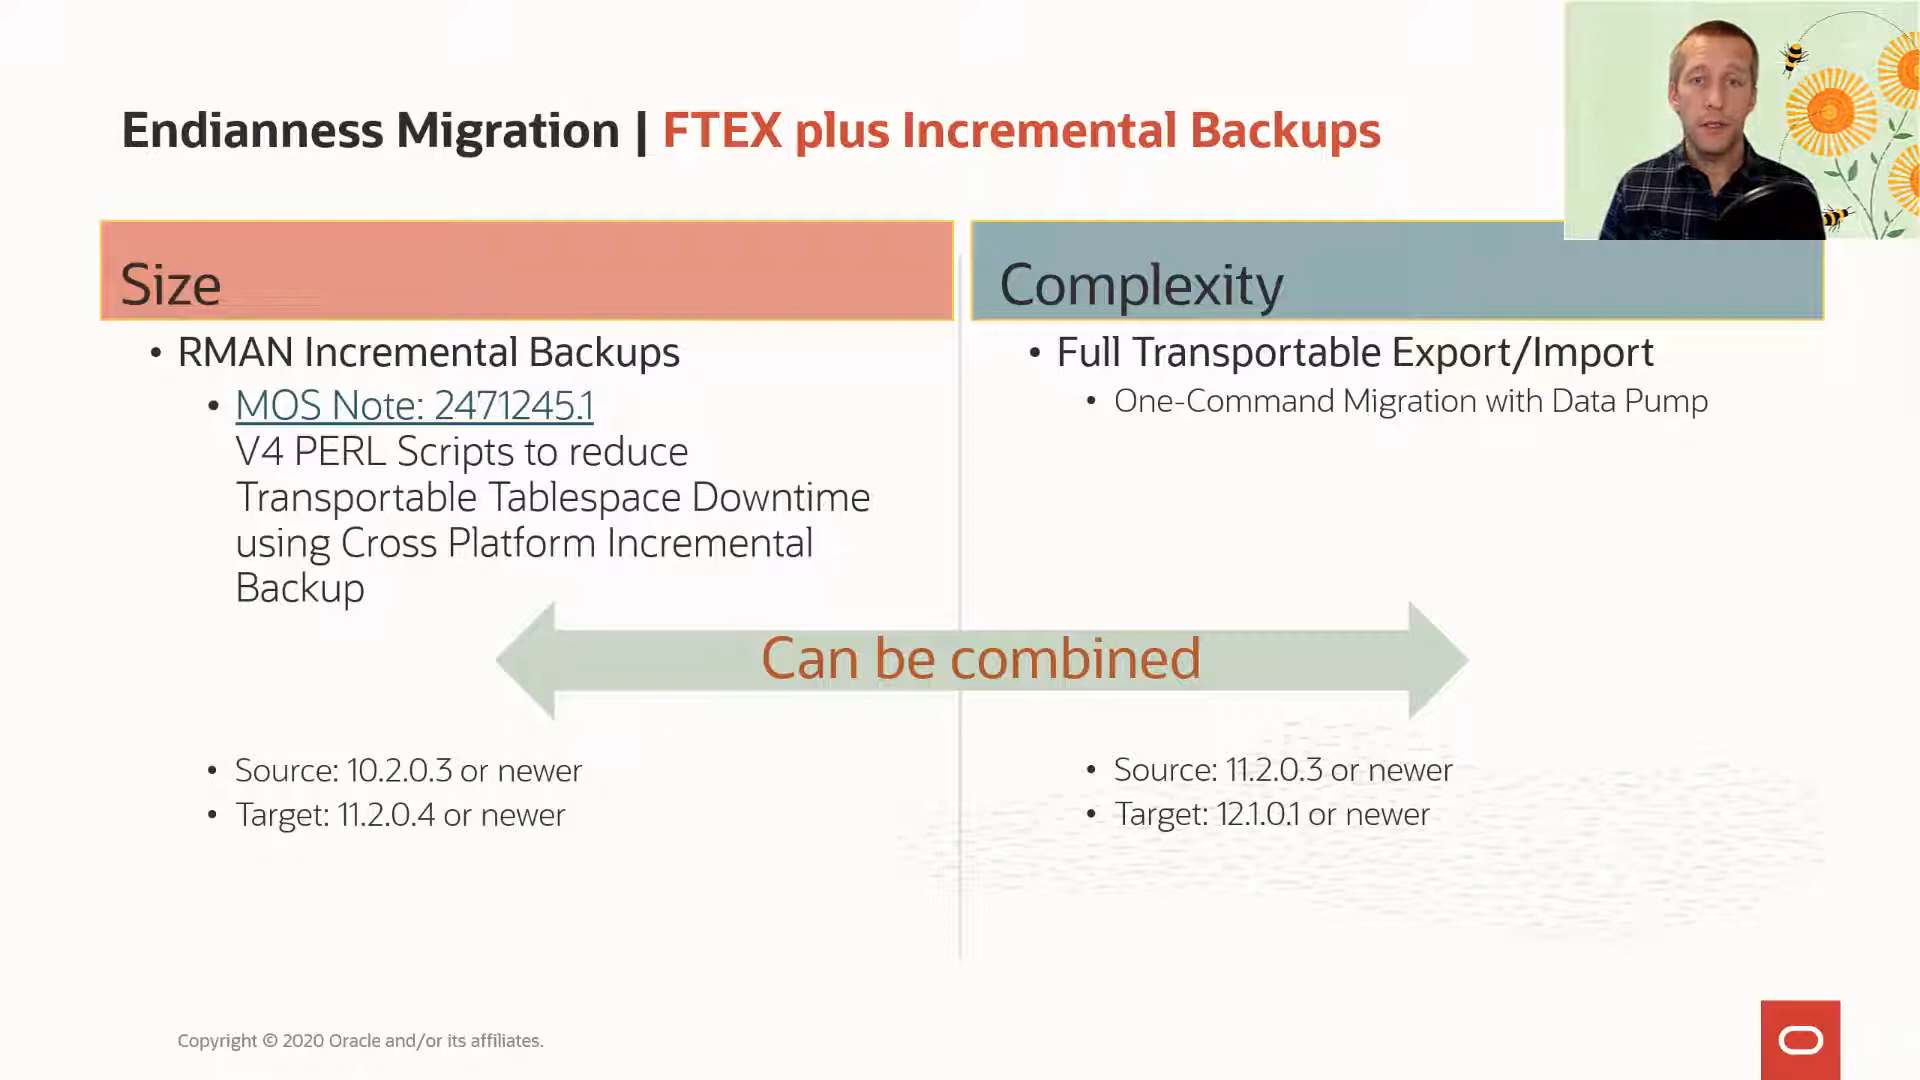 Endianness Migration | FTEX plus Incremental Backups
Size
• RMAN Incremental Backups
• MOS Note: 2471245.1
V4 PERL Scripts to reduce
Transportable Tablespace Downtime
using Cross Platform Incremental
Backup
Complexity
• Full Transportable Export/Import
• One-Command Migration with Data Pump
Can be combined
• Source: 10.2.0.3 or newer
• Target: 11.2.0.4 or newer
• Source: 11.2.0.3 or newer
• Target: 12.1.0.1 or newer
Copyright © 2020 Oracle and/or its affiliates.